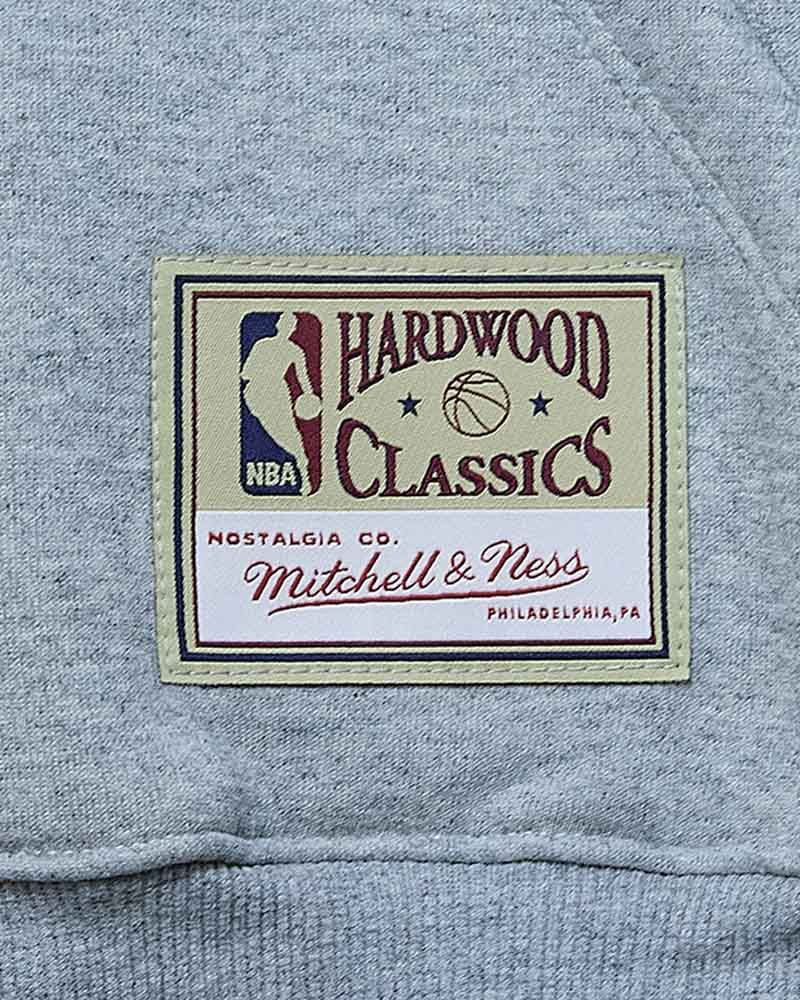 HARDWOOD
CLASSICS
NBA
NOSTALGIA CO.
Mitchell & Ness
PHILADELPHIA, PA